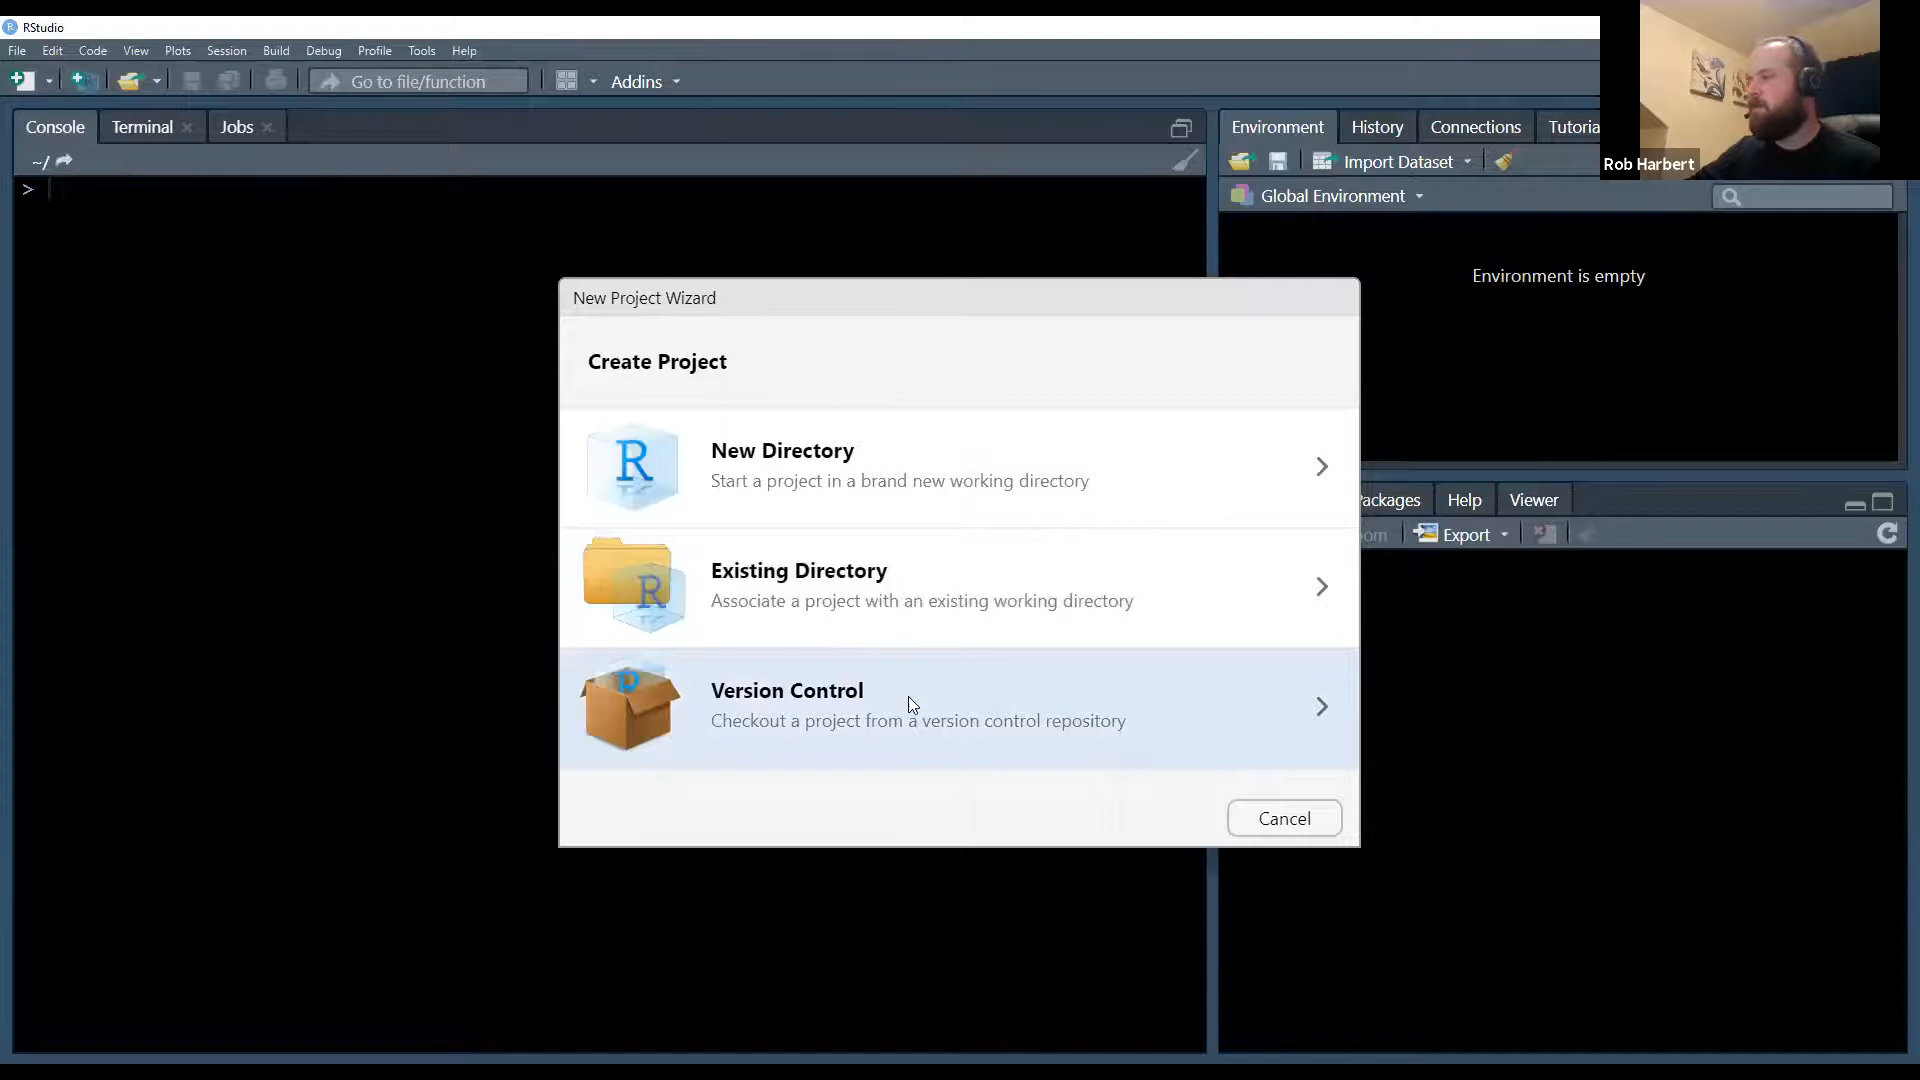 RStudio
File Edit Code View Plots Session Build Debug Profile Tools Help
Go to file/function
Addins
Console Terminal Jobs
~/
>
Environment History Connections
Import Dataset
Rob Harbert
Global Environment
Environment is empty
New Project Wizard
Create Project
New Directory
Start a project in a brand new working directory
Existing Directory
Associate a project with an existing working directory
Version Control
Checkout a project from a version control repository
Cancel
Help Viewer
Export